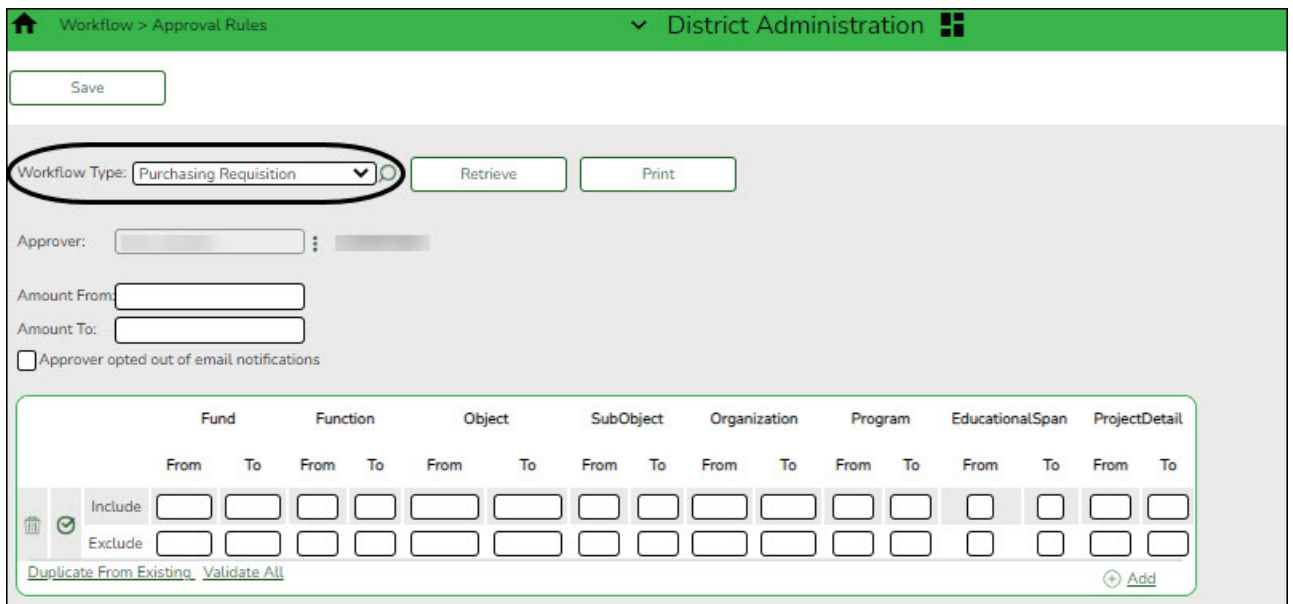 Workflow > Approval Rules District Administration
Save
Workflow Type: Purchasing Requisition Retrieve Print
Approver:
Amount From:
Amount To:
Approver opted out of email notifications
Fund Function Object SubObject Organization Program EducationalSpan ProjectDetail
From To From To From To From To From To From To From To From To
Include
Exclude
Duplicate From Existing Validate All Add